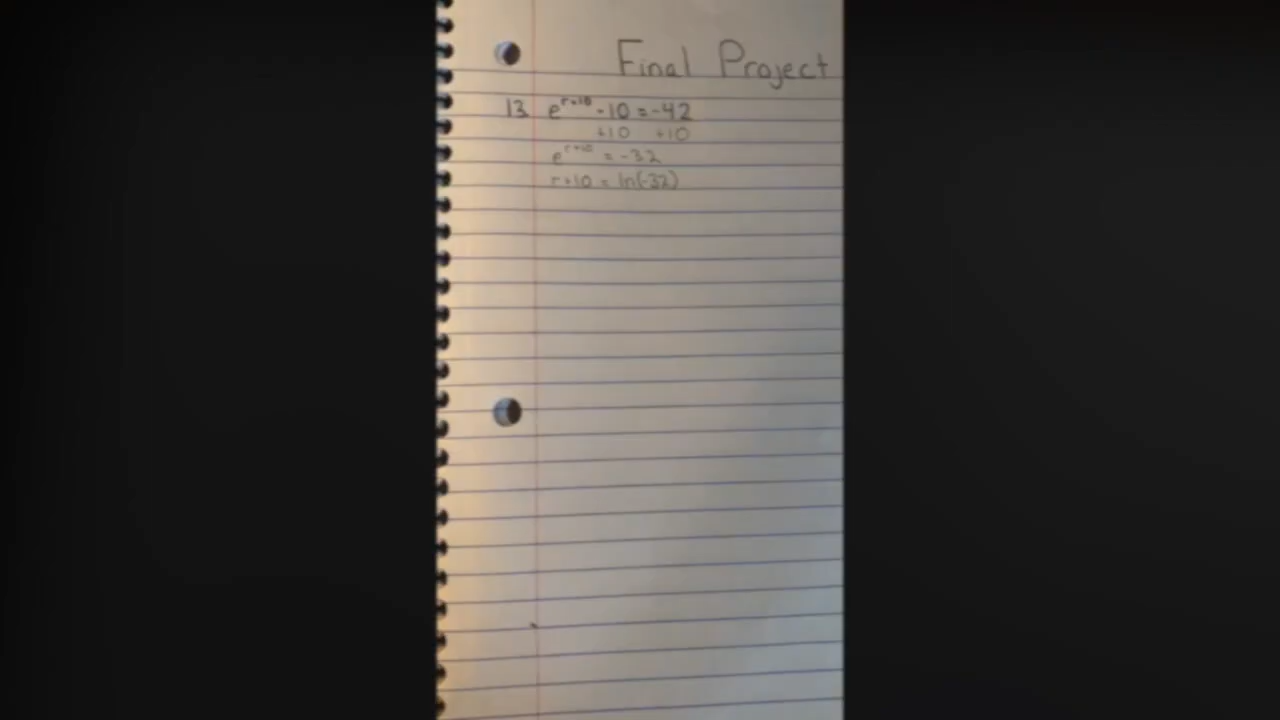 Final Project
13. e^(r+10) - 10 = -42
+10 +10
e^(r+10) = -32
r+10 = ln(-32)